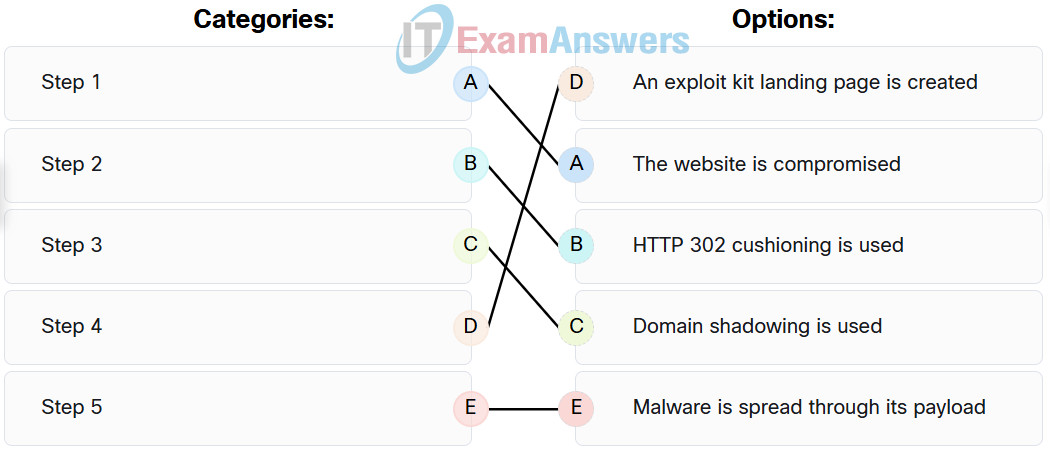 Categories:
Options:
ITExamAnswers
Step 1
A
D
An exploit kit landing page is created
Step 2
B
A
The website is compromised
Step 3
C
B
HTTP 302 cushioning is used
Step 4
D
C
Domain shadowing is used
Step 5
E
E
Malware is spread through its payload